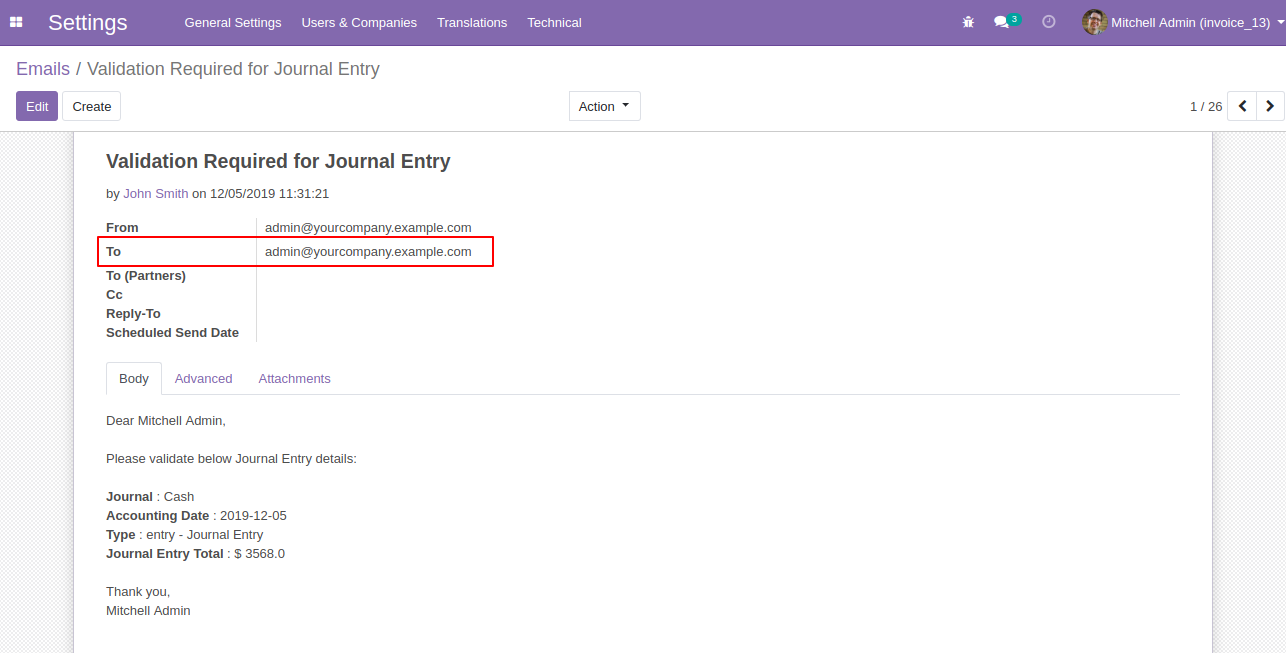 Settings General Settings Users & Companies Translations Technical 3 Mitchell Admin (invoice_13)
Emails / Validation Required for Journal Entry
Edit Create Action 1 / 26
Validation Required for Journal Entry
by John Smith on 12/05/2019 11:31:21
From admin@yourcompany.example.com
To admin@yourcompany.example.com
To (Partners)
Cc
Reply-To
Scheduled Send Date
Body Advanced Attachments
Dear Mitchell Admin,
Please validate below Journal Entry details:
Journal : Cash
Accounting Date : 2019-12-05
Type : entry - Journal Entry
Journal Entry Total : $ 3568.0
Thank you,
Mitchell Admin